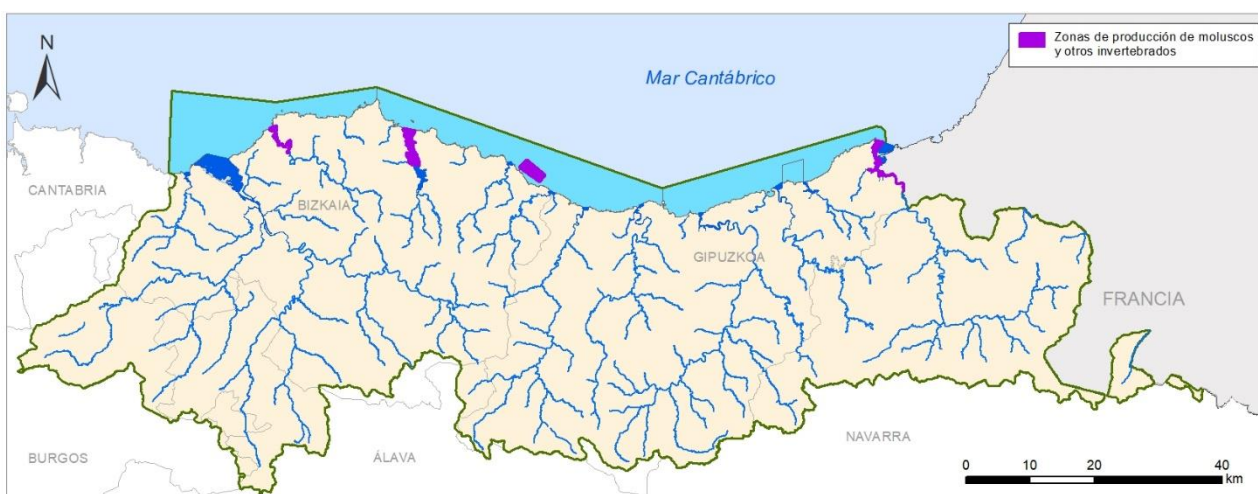 N
Zonas de producción de moluscos
y otros invertebrados
Mar Cantábrico
CANTABRIA
BIZKAIA
GIPUZKOA
FRANCIA
NAVARRA
BURGOS
ÁLAVA
0 10 20 40
km